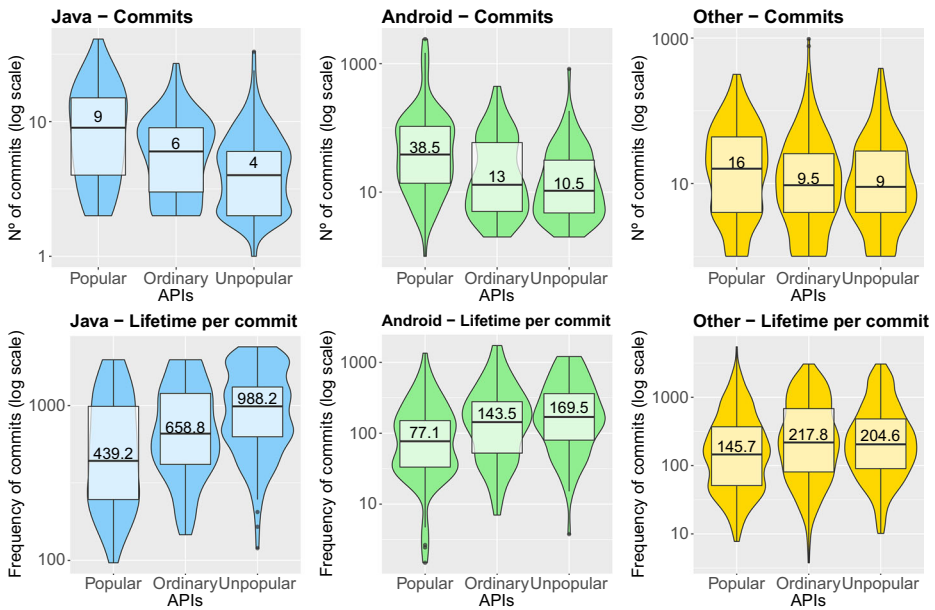 Java − Commits
Android − Commits
Other − Commits
Nº of commits (log scale)
10
1
9
6
4
Popular
Ordinary
Unpopular
APIs
Nº of commits (log scale)
1000
10
38.5
13
10.5
Popular
Ordinary
Unpopular
APIs
Nº of commits (log scale)
1000
10
16
9.5
9
Popular
Ordinary
Unpopular
APIs
Java − Lifetime per commit
Android − Lifetime per commit
Other − Lifetime per commit
Frequency of commits (log scale)
1000
100
439.2
658.8
988.2
Popular
Ordinary
Unpopular
APIs
Frequency of commits (log scale)
1000
100
10
77.1
143.5
169.5
Popular
Ordinary
Unpopular
APIs
Frequency of commits (log scale)
1000
100
10
145.7
217.8
204.6
Popular
Ordinary
Unpopular
APIs